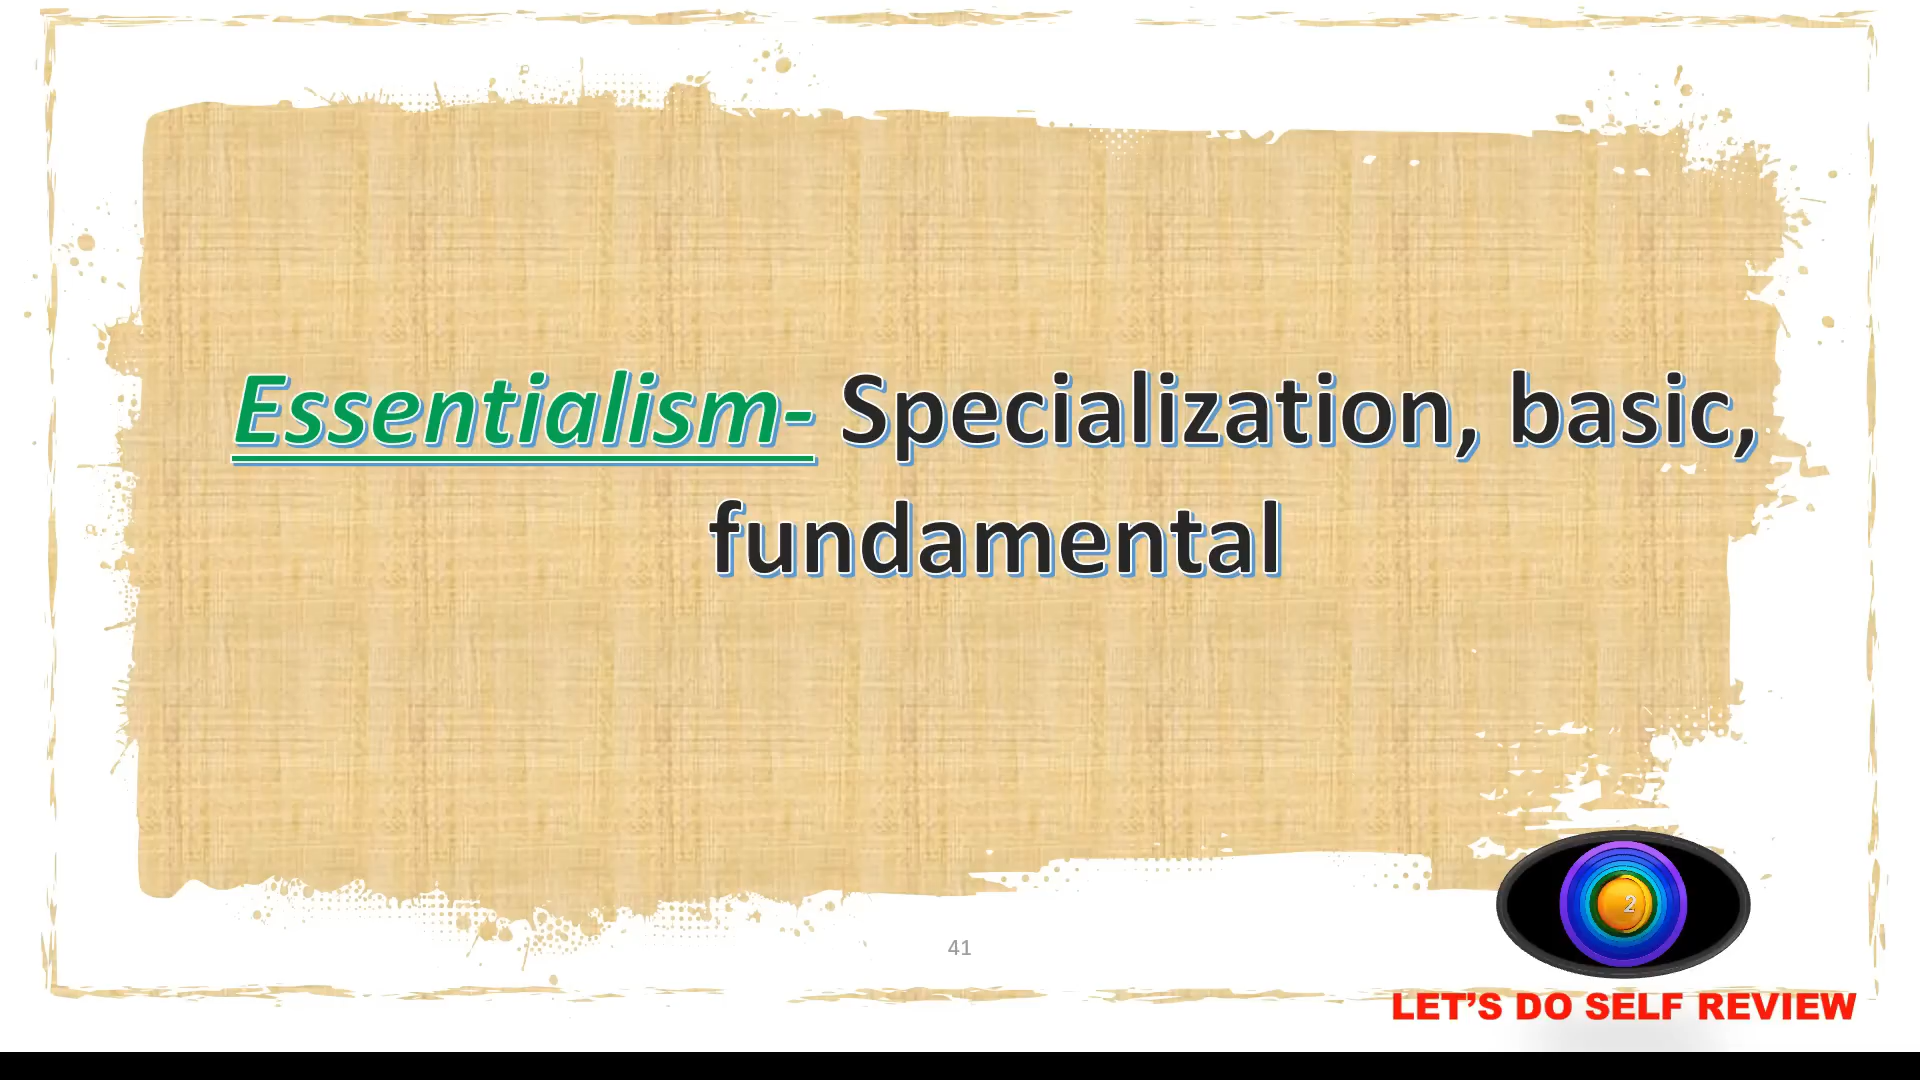 Essentialism- Specialization, basic,
fundamental
2
41
LET’S DO SELF REVIEW